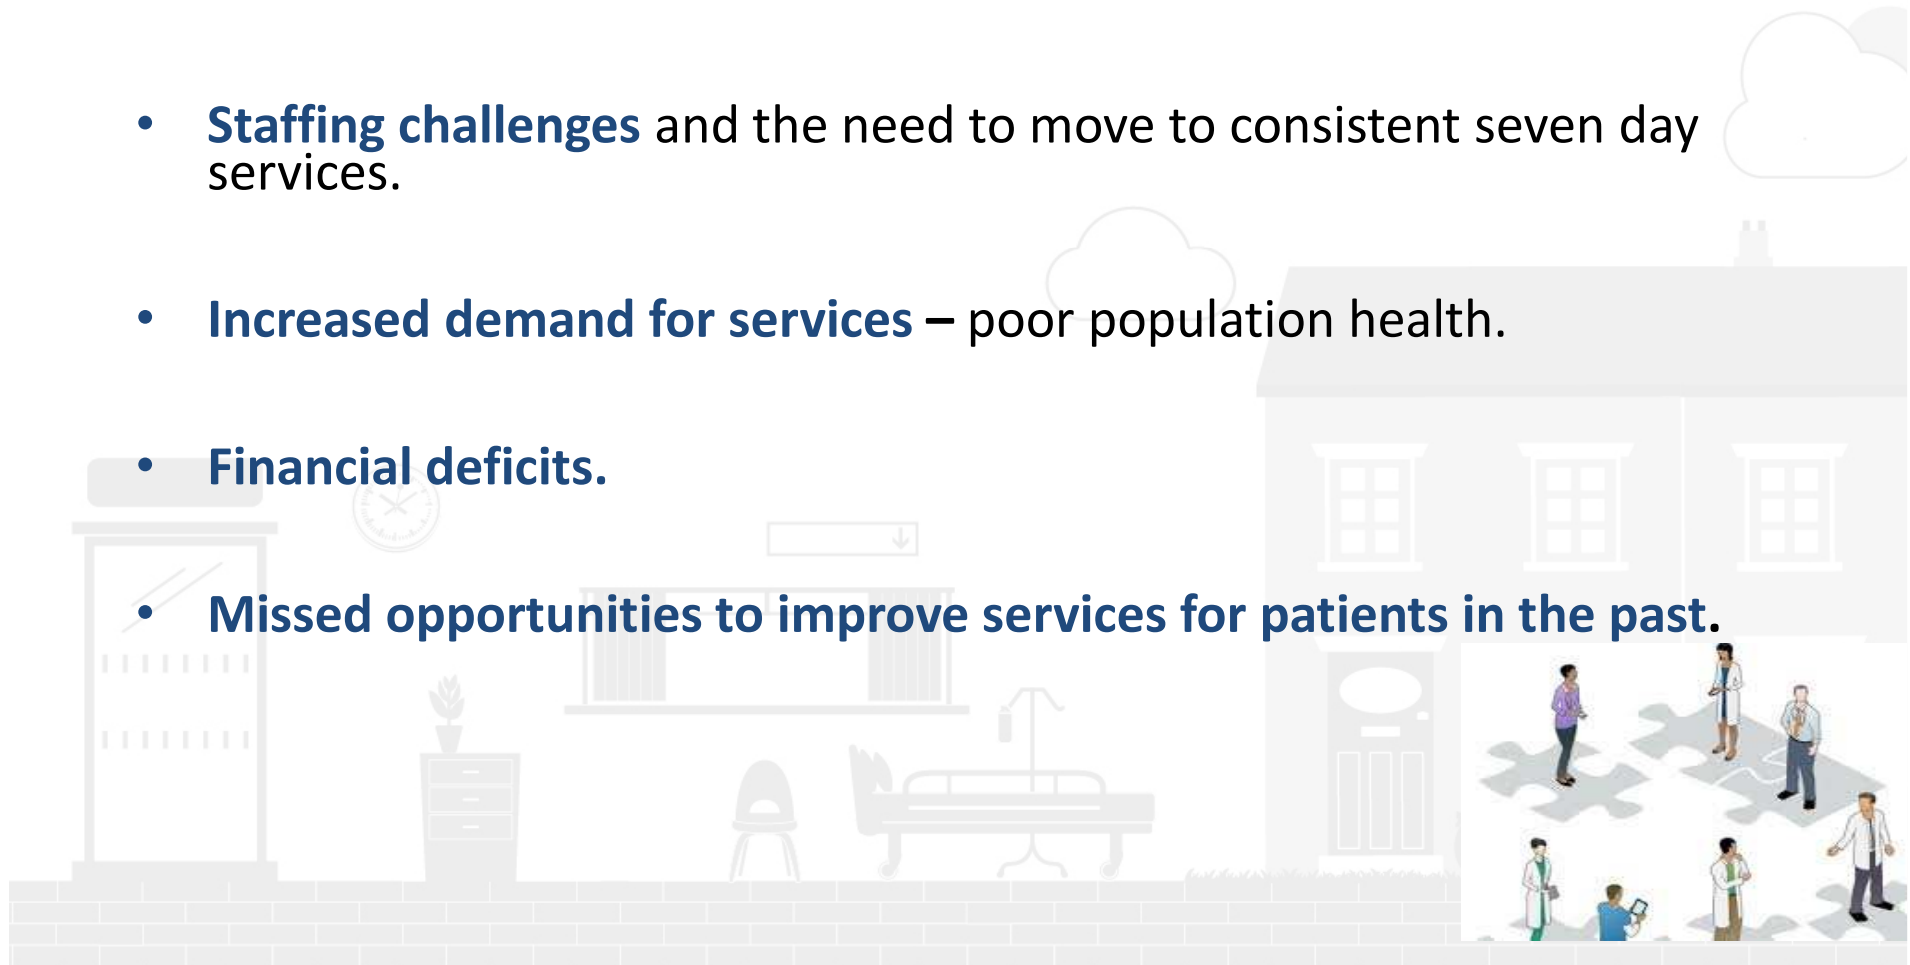 • Staffing challenges and the need to move to consistent seven day
services.
• Increased demand for services – poor population health.
• Financial deficits.
• Missed opportunities to improve services for patients in the past.